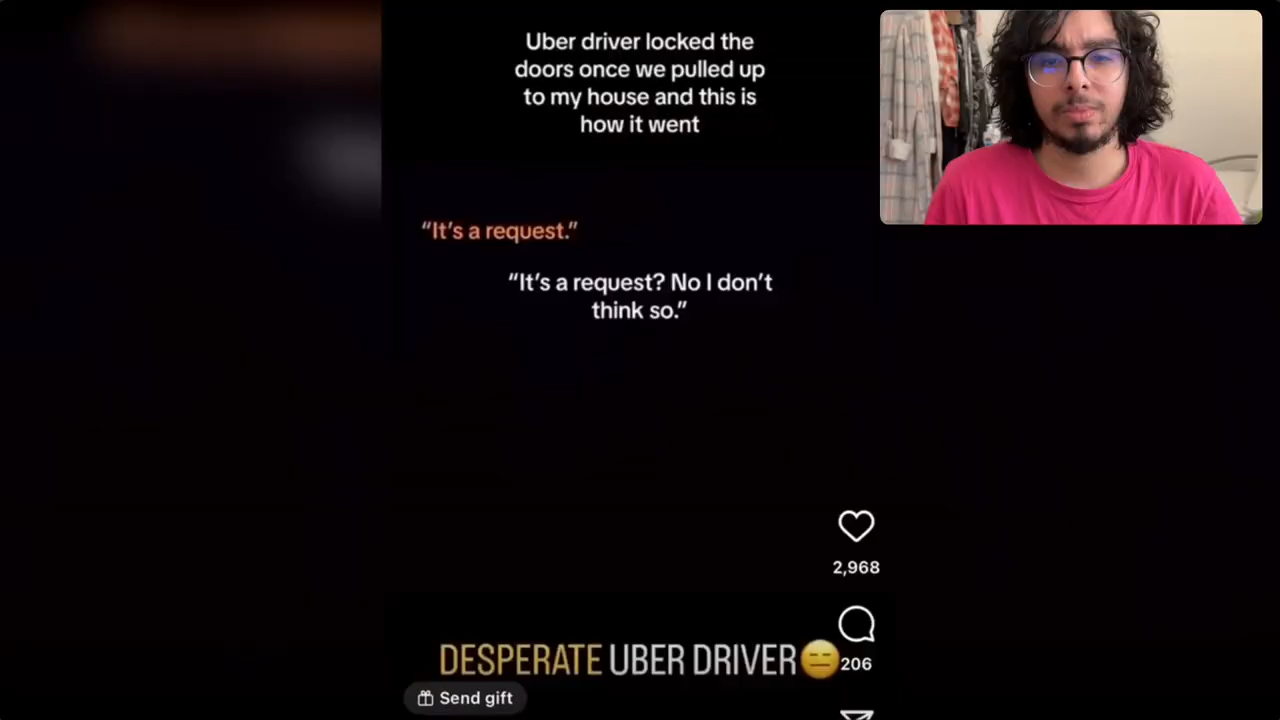 Uber driver locked the
doors once we pulled up
to my house and this is
how it went
“It’s a request.”
“It’s a request? No I don’t
think so.”
2,968
DESPERATE UBER DRIVER😑
206
Send gift